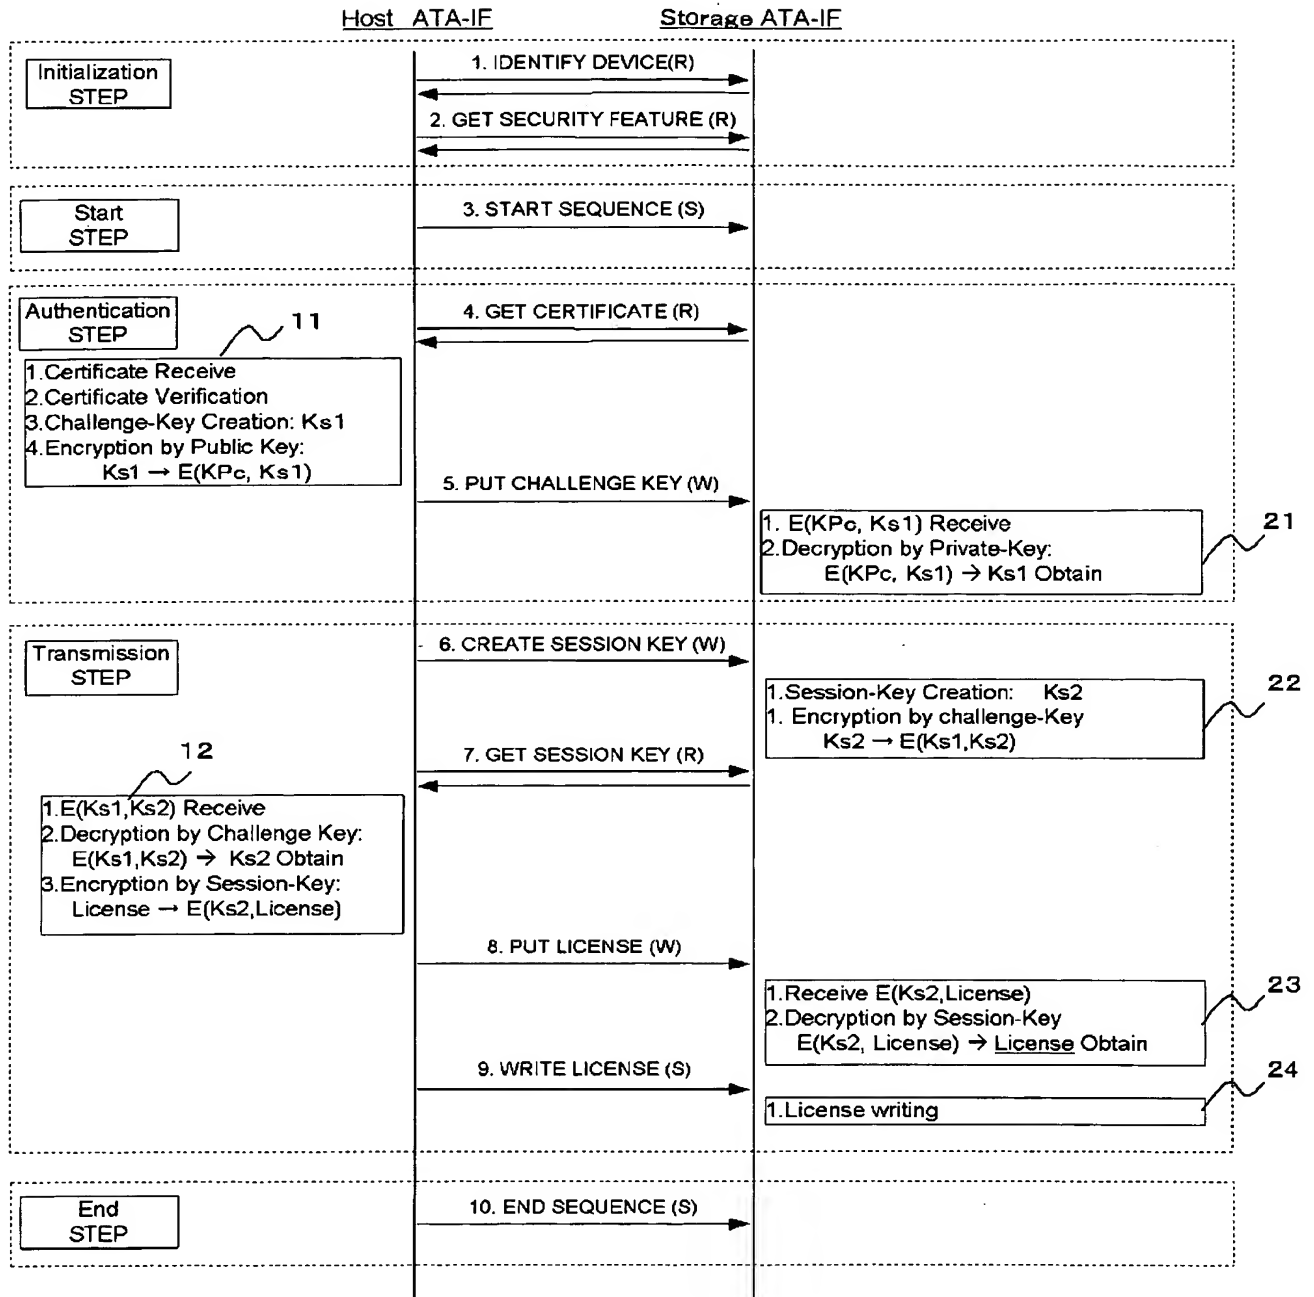 Host ATA-IF
Storage ATA-IF
Initialization
STEP
1. IDENTIFY DEVICE(R)
2. GET SECURITY FEATURE (R)
Start
STEP
3. START SEQUENCE (S)
Authentication
STEP
4. GET CERTIFICATE (R)
11
1.Certificate Receive
2.Certificate Verification
3.Challenge-Key Creation: Ks1
4.Encryption by Public Key:
Ks1 → E(KPc, Ks1)
5. PUT CHALLENGE KEY (W)
1. E(KPc, Ks1) Receive
2.Decryption by Private-Key:
E(KPc, Ks1) → Ks1 Obtain
21
Transmission
STEP
6. CREATE SESSION KEY (W)
1.Session-Key Creation: Ks2
1. Encryption by challenge-Key
Ks2 → E(Ks1,Ks2)
22
7. GET SESSION KEY (R)
12
1.E(Ks1,Ks2) Receive
2.Decryption by Challenge Key:
E(Ks1,Ks2) → Ks2 Obtain
3.Encryption by Session-Key:
License → E(Ks2,License)
8. PUT LICENSE (W)
1.Receive E(Ks2,License)
2.Decryption by Session-Key
E(Ks2, License) → License Obtain
23
9. WRITE LICENSE (S)
24
1.License writing
End
STEP
10. END SEQUENCE (S)